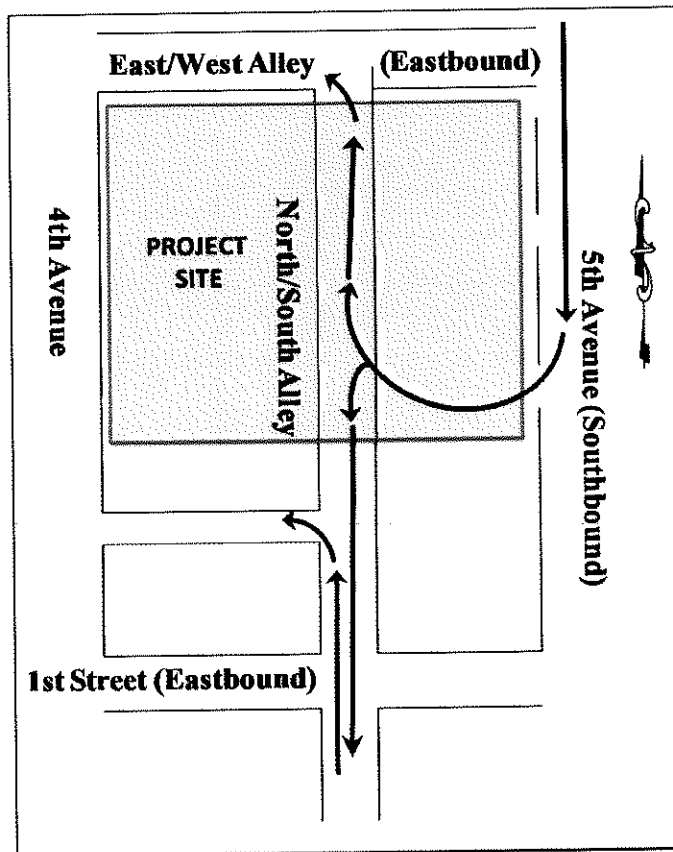 East/West Alley
(Eastbound)
4th Avenue
PROJECT
SITE
North/South Alley
5th Avenue (Southbound)
1st Street (Eastbound)